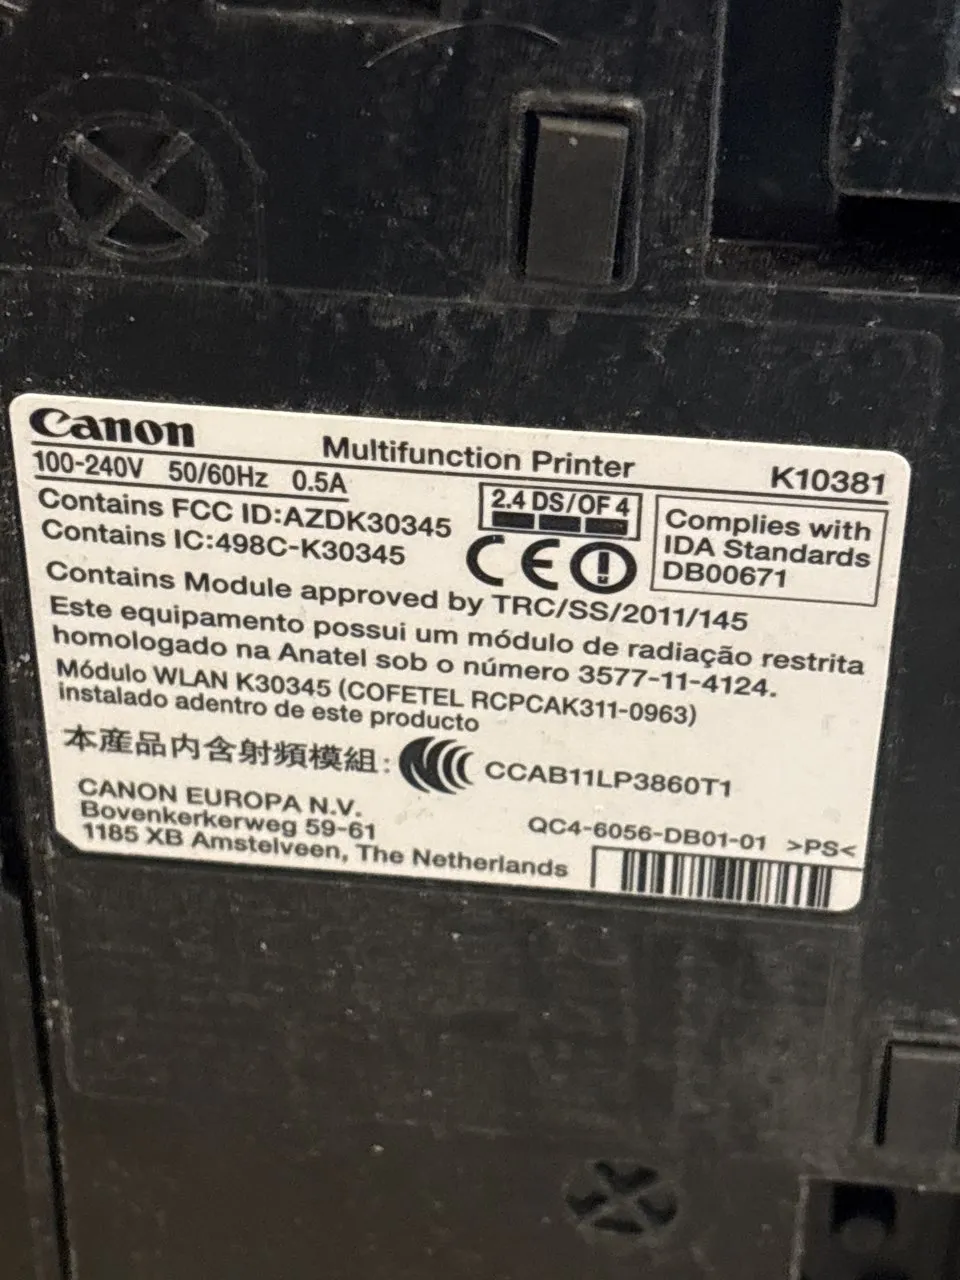 Canon
Multifunction Printer
K10381
100-240V 50/60Hz 0.5A
2.4 DS/OF 4
Contains FCC ID:AZDK30345
Contains IC:498C-K30345
CE
Complies with
IDA Standards
DB00671
Contains Module approved by TRC/SS/2011/145
Este equipamento possui um módulo de radiação restrita
homologado na Anatel sob o número 3577-11-4124.
Módulo WLAN K30345 (COFETEL RCPCAK311-0963)
instalado adentro de este producto
本產品內含射頻模組: CCAB11LP3860T1
CANON EUROPA N.V.
Bovenkerkerweg 59-61
1185 XB Amstelveen, The Netherlands
QC4-6056-DB01-01 >PS<